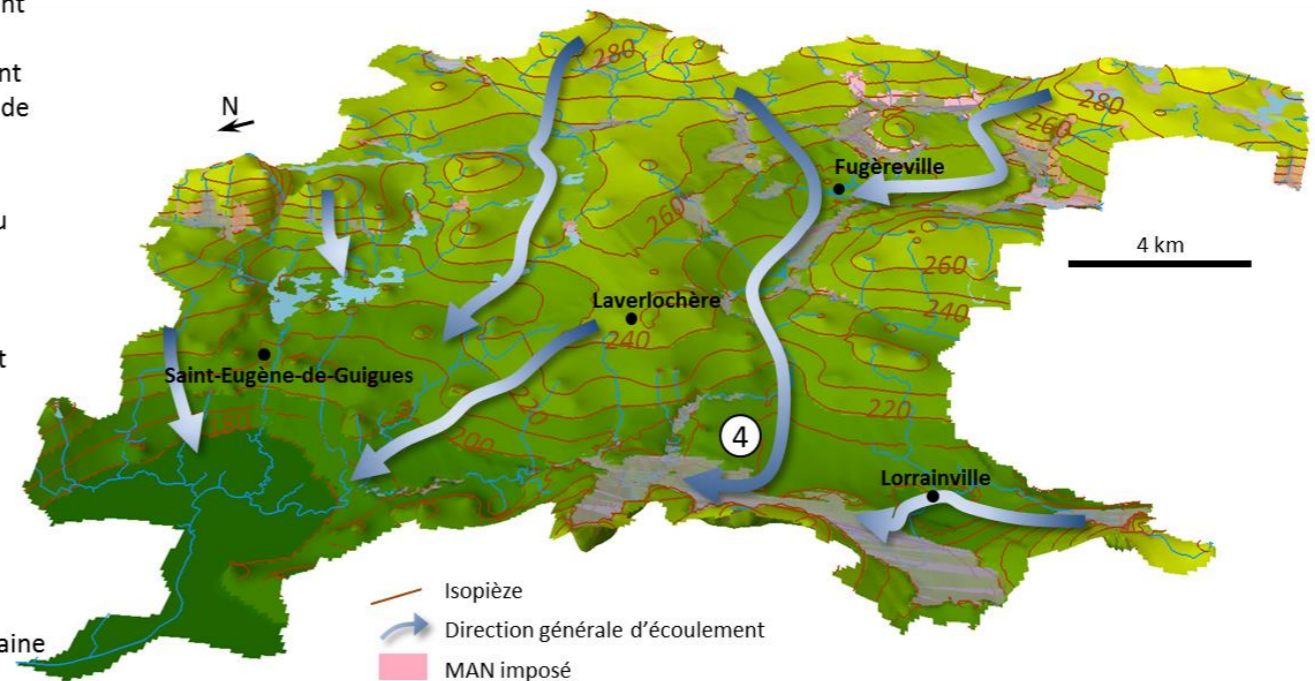 nt
nt
de
N
280
280
260
Fugèreville
u
260
4 km
260
Laverlochère
240
240
t
Saint-Eugène-de-Guigues
220
220
180
200
4
Lorrainville
Isopièze
Direction générale d'écoulement
aine
MAN imposé